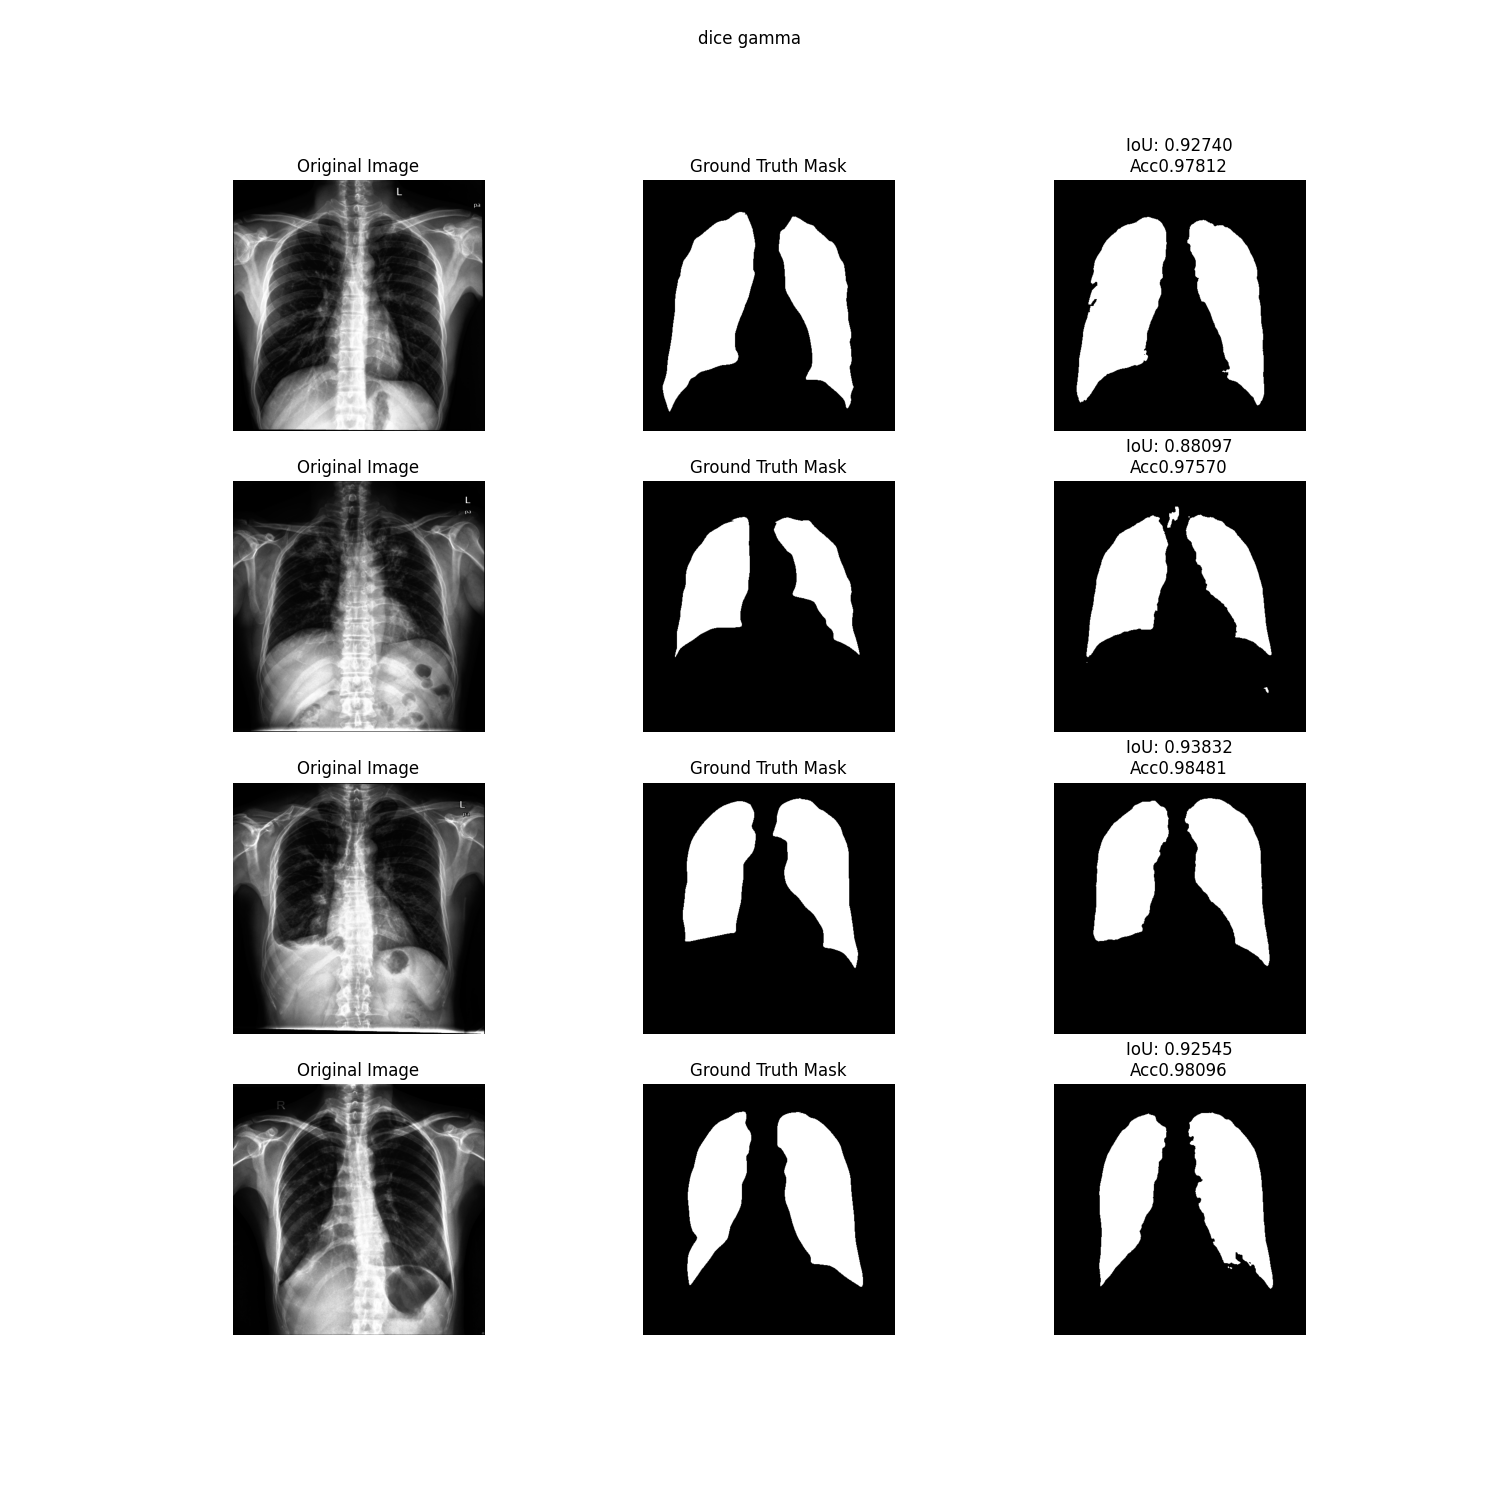 dice gamma
Original Image
Ground Truth Mask
IoU: 0.92740
Acc0.97812
L
pa
Original Image
Ground Truth Mask
IoU: 0.88097
Acc0.97570
L
pa
Original Image
Ground Truth Mask
IoU: 0.93832
Acc0.98481
L
Original Image
Ground Truth Mask
IoU: 0.92545
Acc0.98096
R